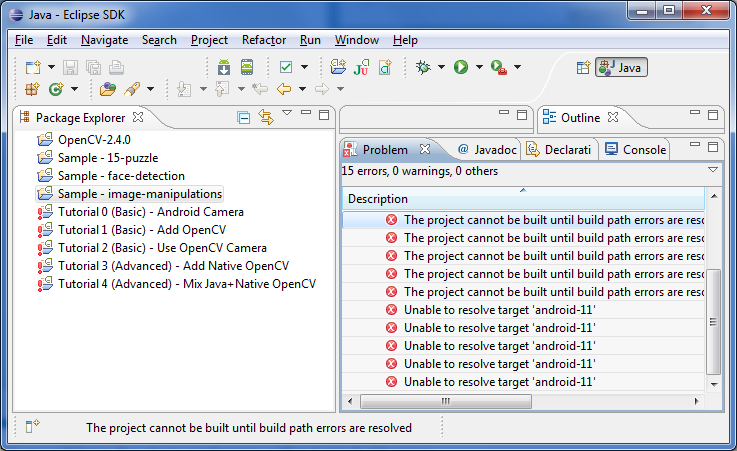 Java - Eclipse SDK
File Edit Navigate Search Project Refactor Run Window Help
Java
Package Explorer
OpenCV-2.4.0
Sample - 15-puzzle
Sample - face-detection
Sample - image-manipulations
Tutorial 0 (Basic) - Android Camera
Tutorial 1 (Basic) - Add OpenCV
Tutorial 2 (Basic) - Use OpenCV Camera
Tutorial 3 (Advanced) - Add Native OpenCV
Tutorial 4 (Advanced) - Mix Java+Native OpenCV
Outline
Problem @ Javadoc Declarati Console
15 errors, 0 warnings, 0 others
Description
The project cannot be built until build path errors are reso
The project cannot be built until build path errors are reso
The project cannot be built until build path errors are reso
The project cannot be built until build path errors are reso
The project cannot be built until build path errors are reso
Unable to resolve target 'android-11'
Unable to resolve target 'android-11'
Unable to resolve target 'android-11'
Unable to resolve target 'android-11'
Unable to resolve target 'android-11'
The project cannot be built until build path errors are resolved